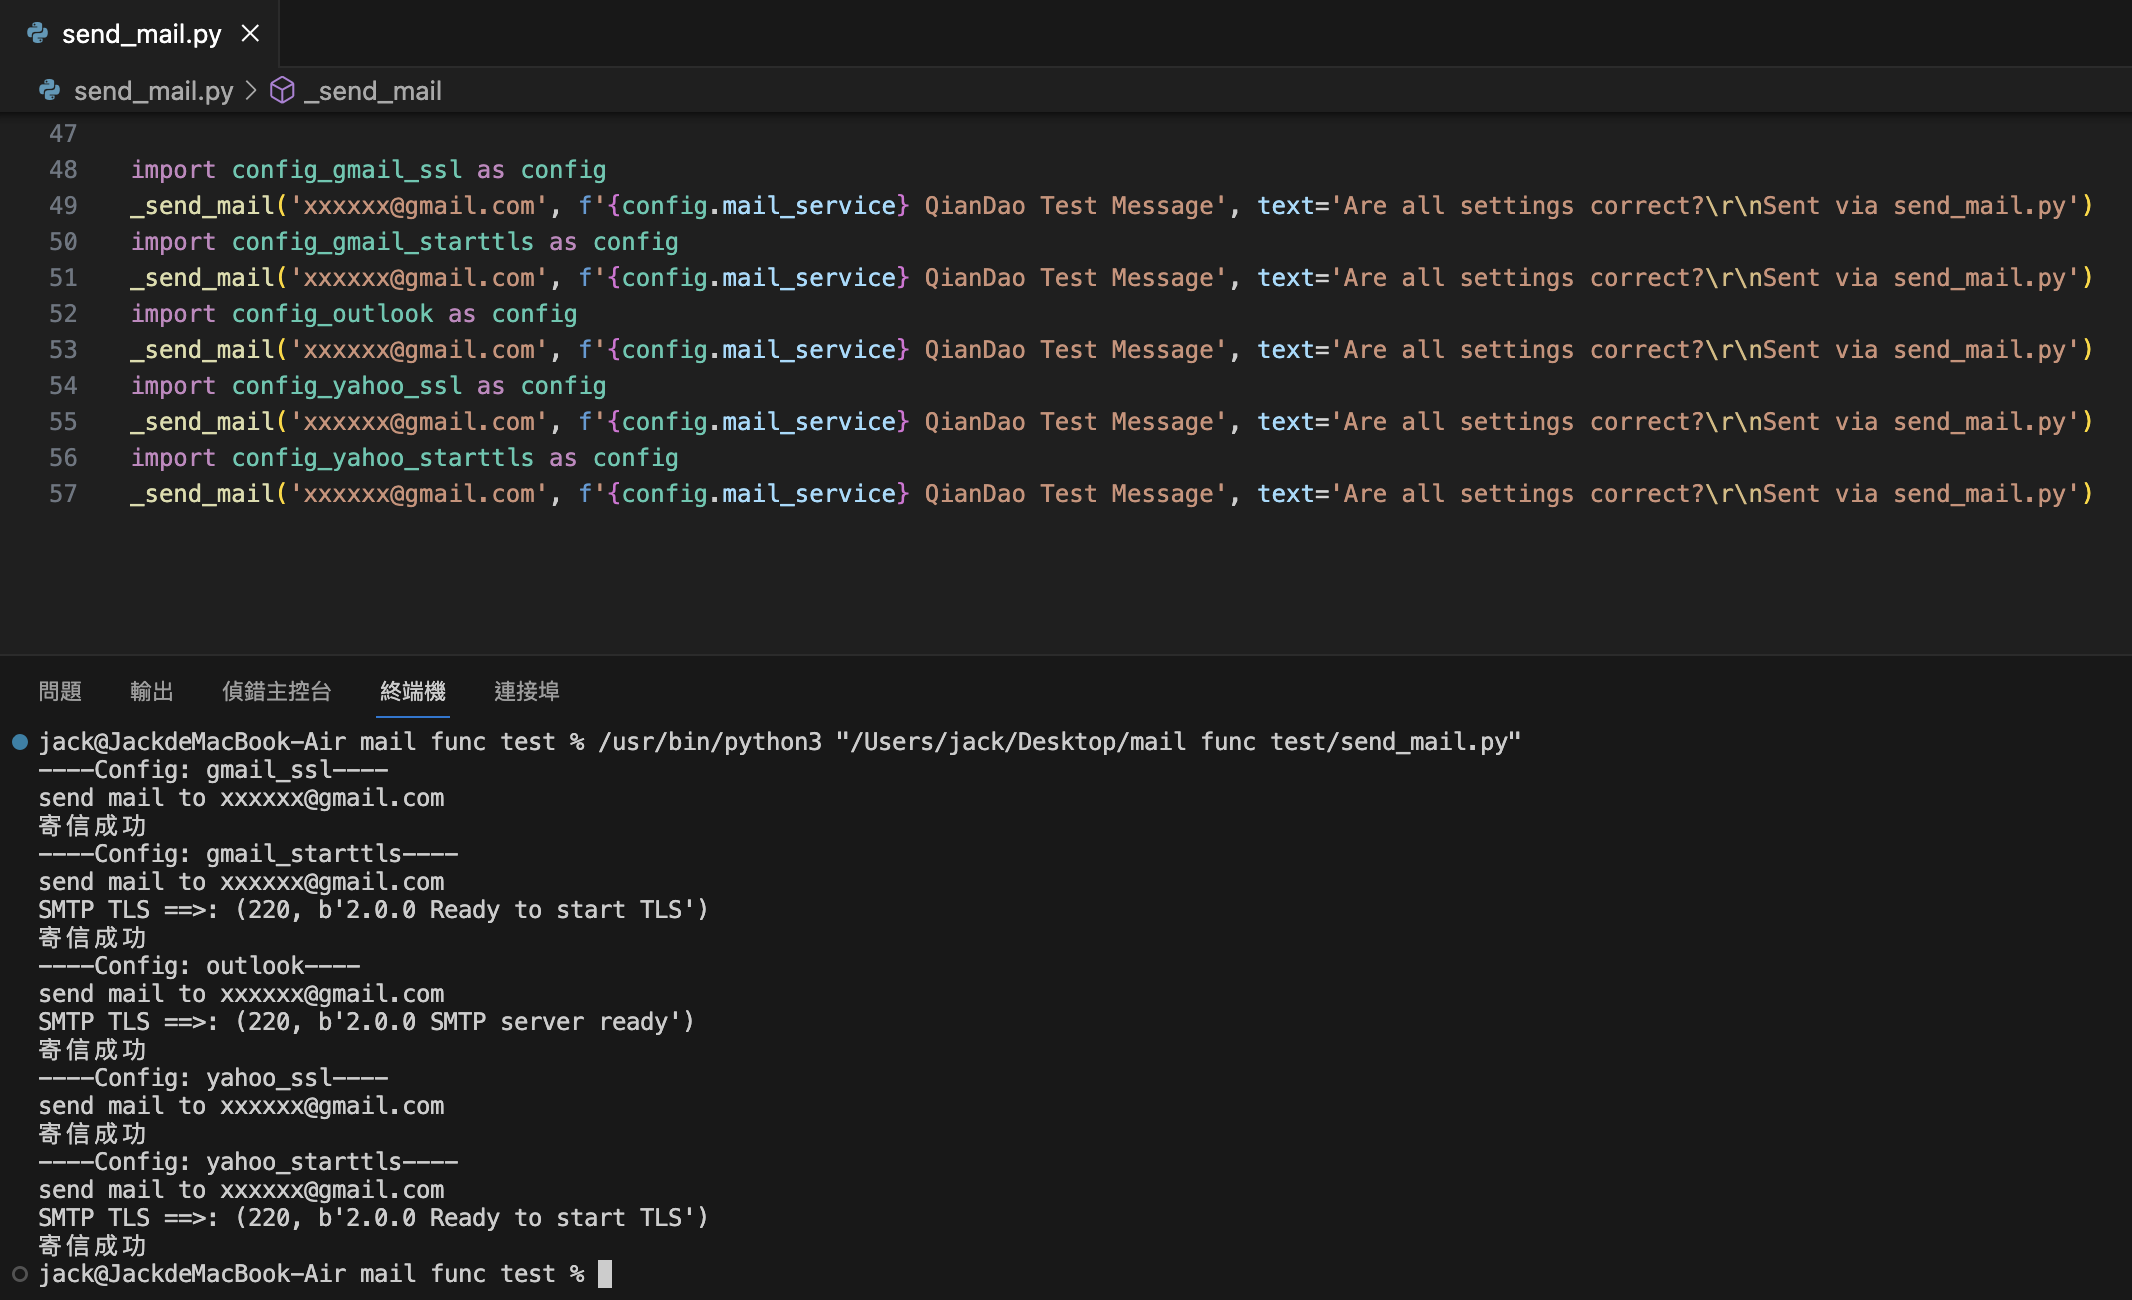 send_mail.py
send_mail.py > _send_mail
47
48 import config_gmail_ssl as config
49 _send_mail('xxxxxx@gmail.com', f'{config.mail_service} QianDao Test Message', text='Are all settings correct?\r\nSent via send_mail.py')
50 import config_gmail_starttls as config
51 _send_mail('xxxxxx@gmail.com', f'{config.mail_service} QianDao Test Message', text='Are all settings correct?\r\nSent via send_mail.py')
52 import config_outlook as config
53 _send_mail('xxxxxx@gmail.com', f'{config.mail_service} QianDao Test Message', text='Are all settings correct?\r\nSent via send_mail.py')
54 import config_yahoo_ssl as config
55 _send_mail('xxxxxx@gmail.com', f'{config.mail_service} QianDao Test Message', text='Are all settings correct?\r\nSent via send_mail.py')
56 import config_yahoo_starttls as config
57 _send_mail('xxxxxx@gmail.com', f'{config.mail_service} QianDao Test Message', text='Are all settings correct?\r\nSent via send_mail.py')
問題 輸出 偵錯主控台 終端機 連接埠
jack@JackdeMacBook-Air mail func test % /usr/bin/python3 "/Users/jack/Desktop/mail func test/send_mail.py"
----Config: gmail_ssl----
send mail to xxxxxx@gmail.com
寄信成功
----Config: gmail_starttls----
send mail to xxxxxx@gmail.com
SMTP TLS ==>: (220, b'2.0.0 Ready to start TLS')
寄信成功
----Config: outlook----
send mail to xxxxxx@gmail.com
SMTP TLS ==>: (220, b'2.0.0 SMTP server ready')
寄信成功
----Config: yahoo_ssl----
send mail to xxxxxx@gmail.com
寄信成功
----Config: yahoo_starttls----
send mail to xxxxxx@gmail.com
SMTP TLS ==>: (220, b'2.0.0 Ready to start TLS')
寄信成功
jack@JackdeMacBook-Air mail func test %